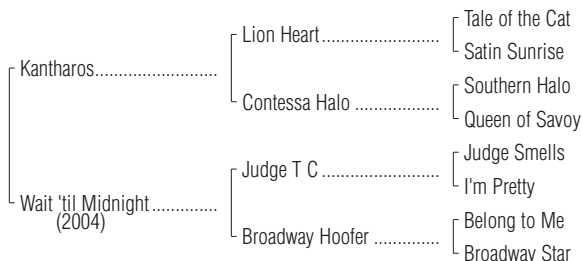 Tale of the Cat
Lion Heart......................
Satin Sunrise
Kantharos.......................
Southern Halo
Contessa Halo ................
Queen of Savoy
Judge Smells
Judge T C ......................
I'm Pretty
Wait 'til Midnight.............
(2004)
Belong to Me
Broadway Hoofer .............
Broadway Star